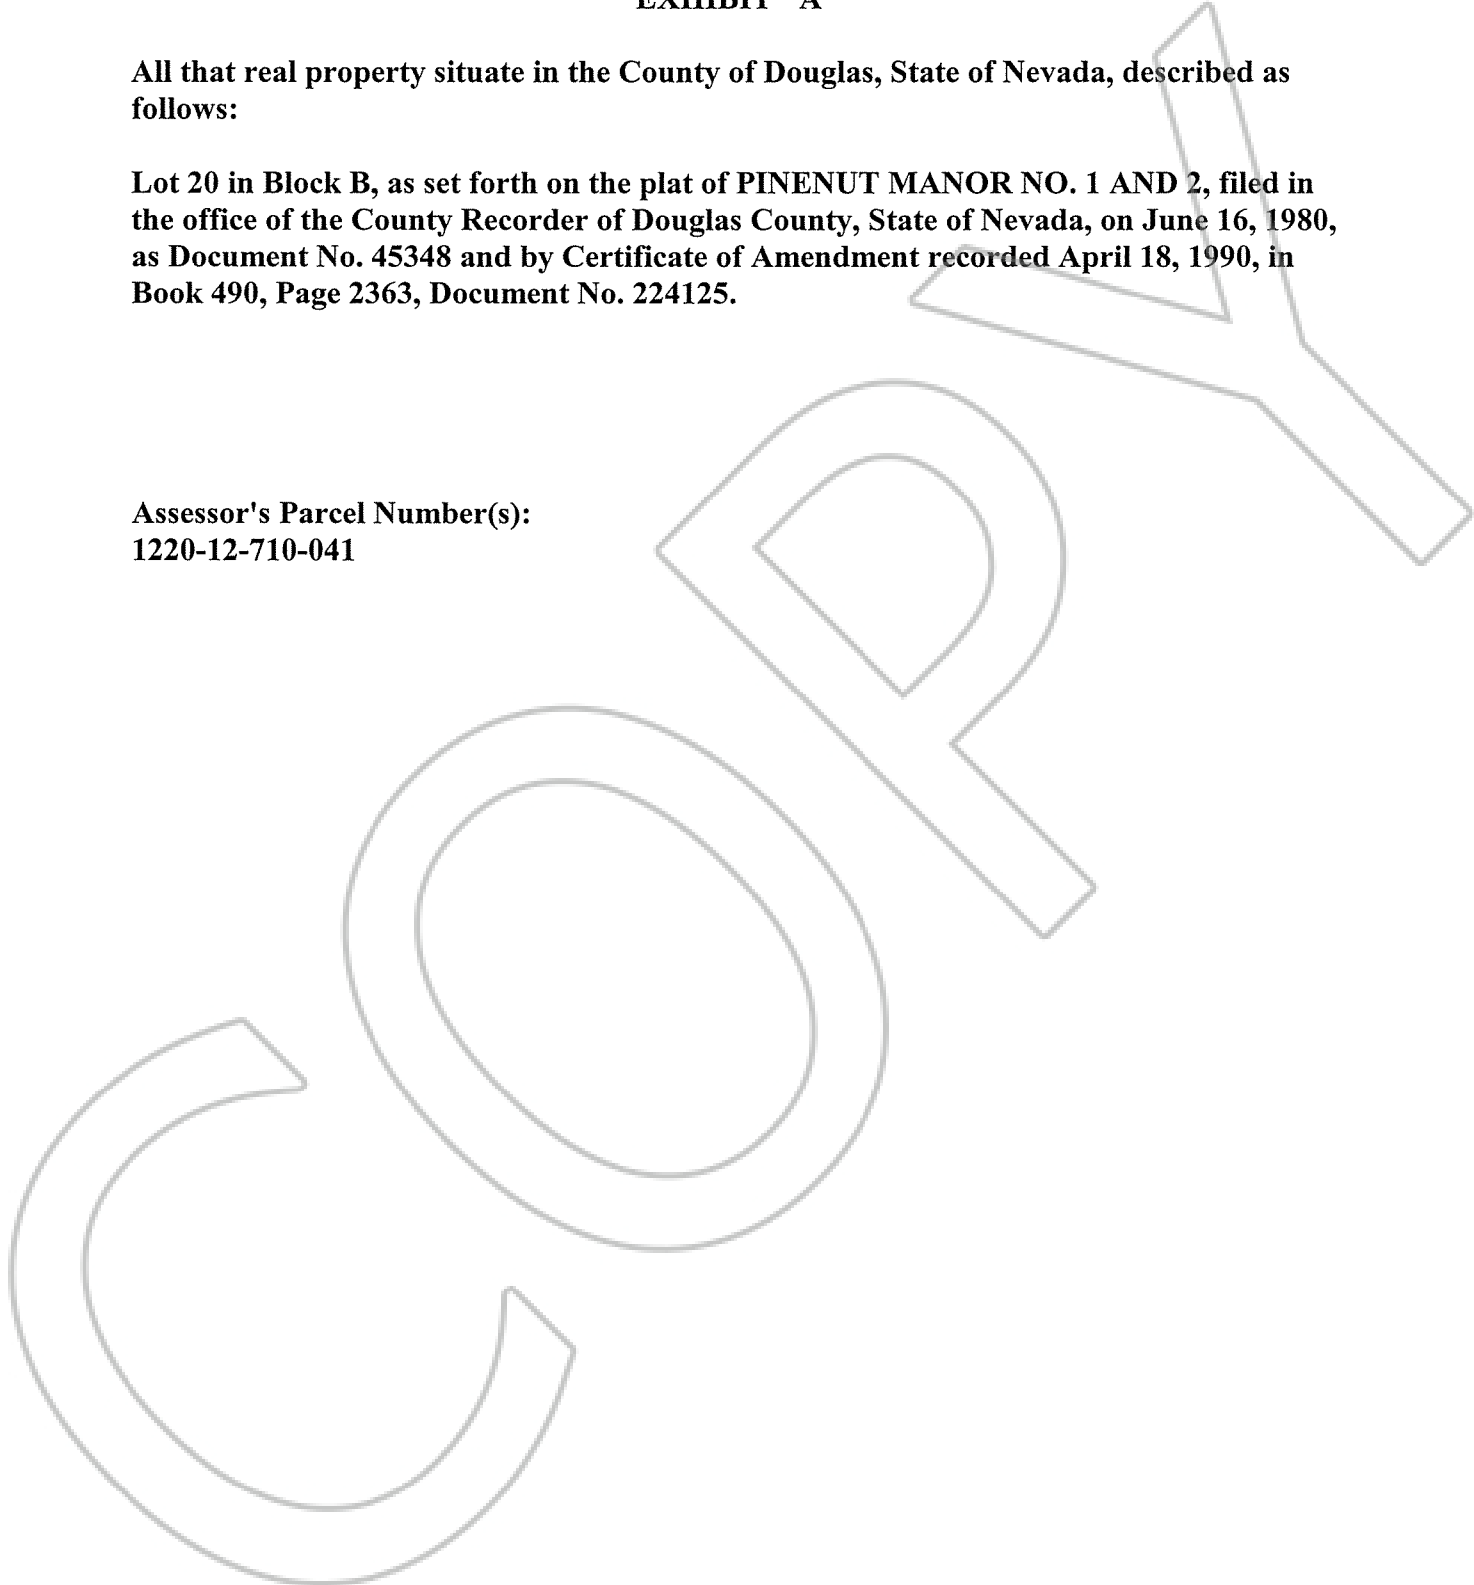 EXHIBIT "A"
All that real property situate in the County of Douglas, State of Nevada, described as
follows:
Lot 20 in Block B, as set forth on the plat of PINENUT MANOR NO. 1 AND 2, filed in
the office of the County Recorder of Douglas County, State of Nevada, on June 16, 1980,
as Document No. 45348 and by Certificate of Amendment recorded April 18, 1990, in
Book 490, Page 2363, Document No. 224125.
Assessor's Parcel Number(s):
1220-12-710-041
COPY